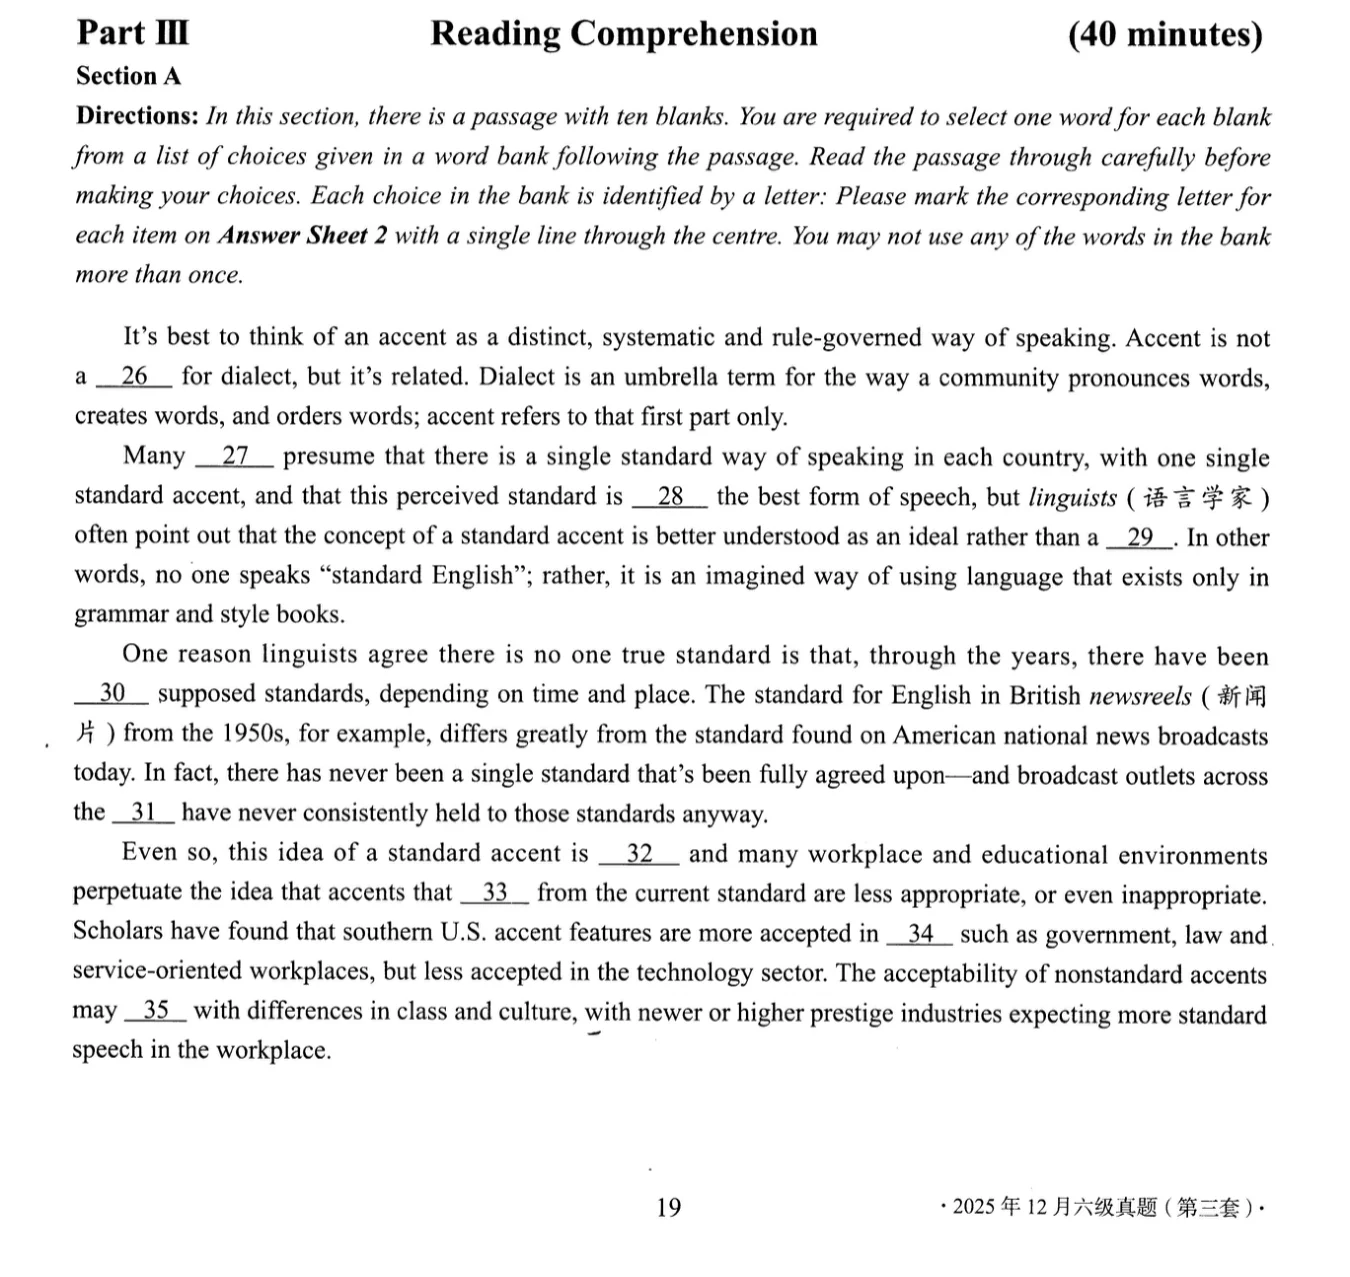 Part III Reading Comprehension (40 minutes)
Section A
Directions: In this section, there is a passage with ten blanks. You are required to select one word for each blank
from a list of choices given in a word bank following the passage. Read the passage through carefully before
making your choices. Each choice in the bank is identified by a letter: Please mark the corresponding letter for
each item on Answer Sheet 2 with a single line through the centre. You may not use any of the words in the bank
more than once.
It's best to think of an accent as a distinct, systematic and rule-governed way of speaking. Accent is not
a 26 for dialect, but it's related. Dialect is an umbrella term for the way a community pronounces words,
creates words, and orders words; accent refers to that first part only.
Many 27 presume that there is a single standard way of speaking in each country, with one single
standard accent, and that this perceived standard is 28 the best form of speech, but linguists (语言学家)
often point out that the concept of a standard accent is better understood as an ideal rather than a 29 . In other
words, no one speaks “standard English”; rather, it is an imagined way of using language that exists only in
grammar and style books.
One reason linguists agree there is no one true standard is that, through the years, there have been
30 supposed standards, depending on time and place. The standard for English in British newsreels (新闻
片) from the 1950s, for example, differs greatly from the standard found on American national news broadcasts
today. In fact, there has never been a single standard that's been fully agreed upon—and broadcast outlets across
the 31 have never consistently held to those standards anyway.
Even so, this idea of a standard accent is 32 and many workplace and educational environments
perpetuate the idea that accents that 33 from the current standard are less appropriate, or even inappropriate.
Scholars have found that southern U.S. accent features are more accepted in 34 such as government, law and
service-oriented workplaces, but less accepted in the technology sector. The acceptability of nonstandard accents
may 35 with differences in class and culture, with newer or higher prestige industries expecting more standard
speech in the workplace.
19 ·2025年12月六级真题(第三套)·